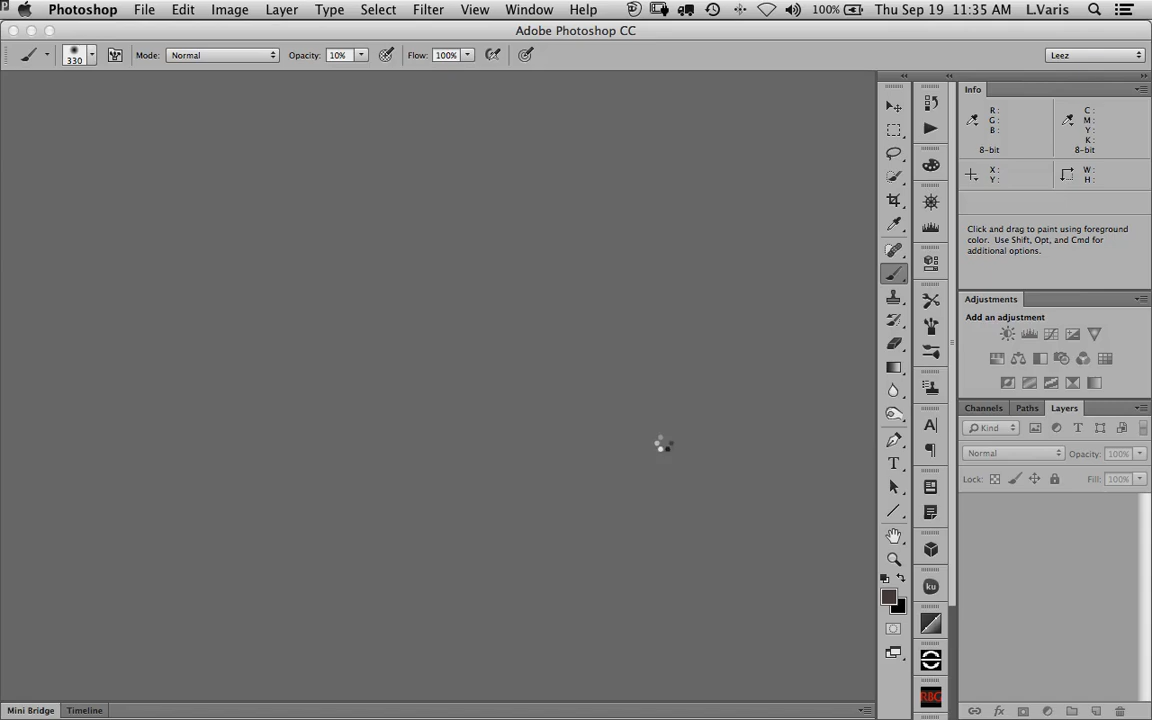 Photoshop File Edit Image Layer Type Select Filter View Window Help 100% Thu Sep 19 11:35 AM L.Varis
Adobe Photoshop CC
330 Mode: Normal Opacity: 10% Flow: 100% Leez
Info
R: C:
G: M:
B: Y:
K:
8-bit 8-bit
X: W:
Y: H:
Click and drag to paint using foreground
color. Use Shift, Opt, and Cmd for
additional options.
Adjustments
Add an adjustment
Channels Paths Layers
Kind
Normal Opacity: 100%
Lock: Fill: 100%
A
T
ku
RBG
Mini Bridge Timeline